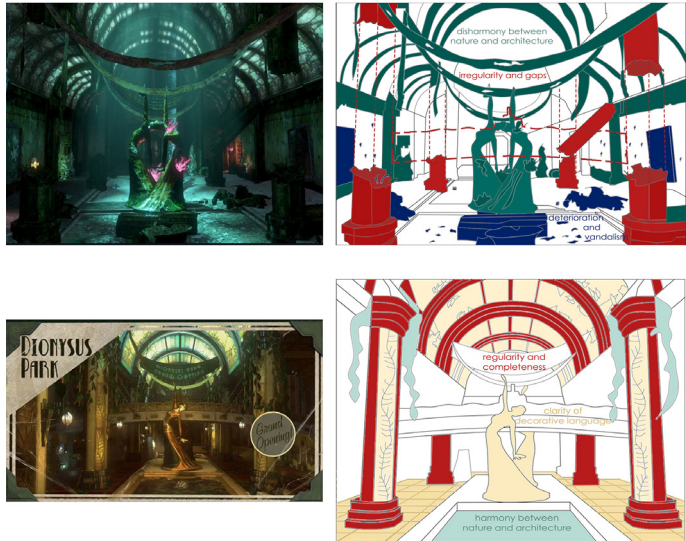 disharmony between
nature and architecture
irregularity and gaps
deterioration
and
vandalism
DIONYSUS
PARK
Grand
Opening!
regularity and
completeness
clarity of
decorative language
harmony between
nature and architecture